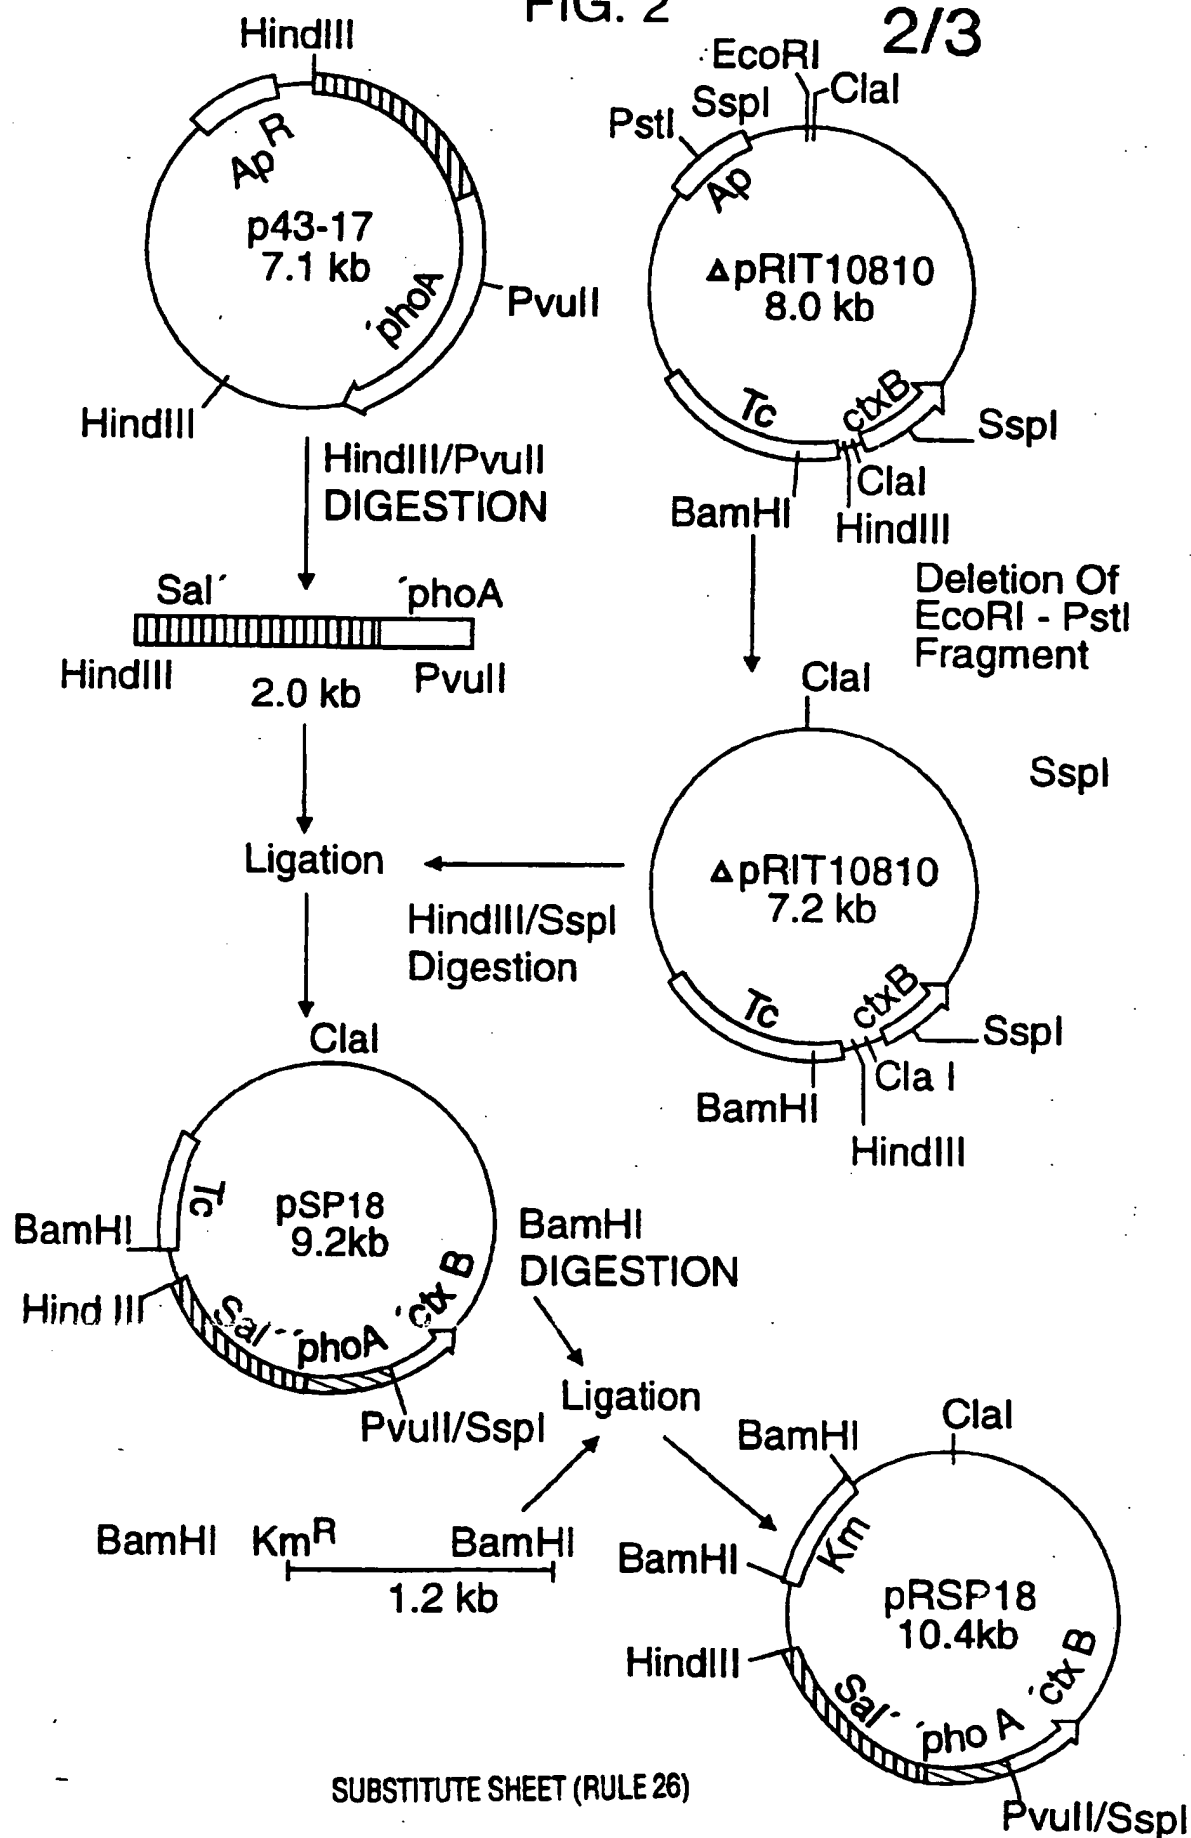 FIG. 2
2/3
HindIII
ApR
p43-17
7.1 kb
'phoA
PvuII
HindIII
EcoRI
ClaI
SspI
PstI
Ap
ΔpRIT10810
8.0 kb
Tc
ctxB
SspI
ClaI
BamHI
HindIII
HindIII/PvuII
DIGESTION
Sal'
'phoA
HindIII
2.0 kb
PvuII
Deletion Of
EcoRI - PstI
Fragment
ClaI
SspI
ΔpRIT10810
7.2 kb
Tc
ctxB
SspI
Cla I
BamHI
HindIII
Ligation
HindIII/SspI
Digestion
ClaI
Tc
pSP18
9.2kb
BamHI
Hind III
Sal'
'phoA
'ctx B
PvuII/SspI
BamHI
DIGESTION
Ligation
BamHI KmR BamHI
1.2 kb
BamHI
ClaI
BamHI
Km
pRSP18
10.4kb
HindIII
Sal'
'pho A
'ctx B
PvuII/SspI
SUBSTITUTE SHEET (RULE 26)